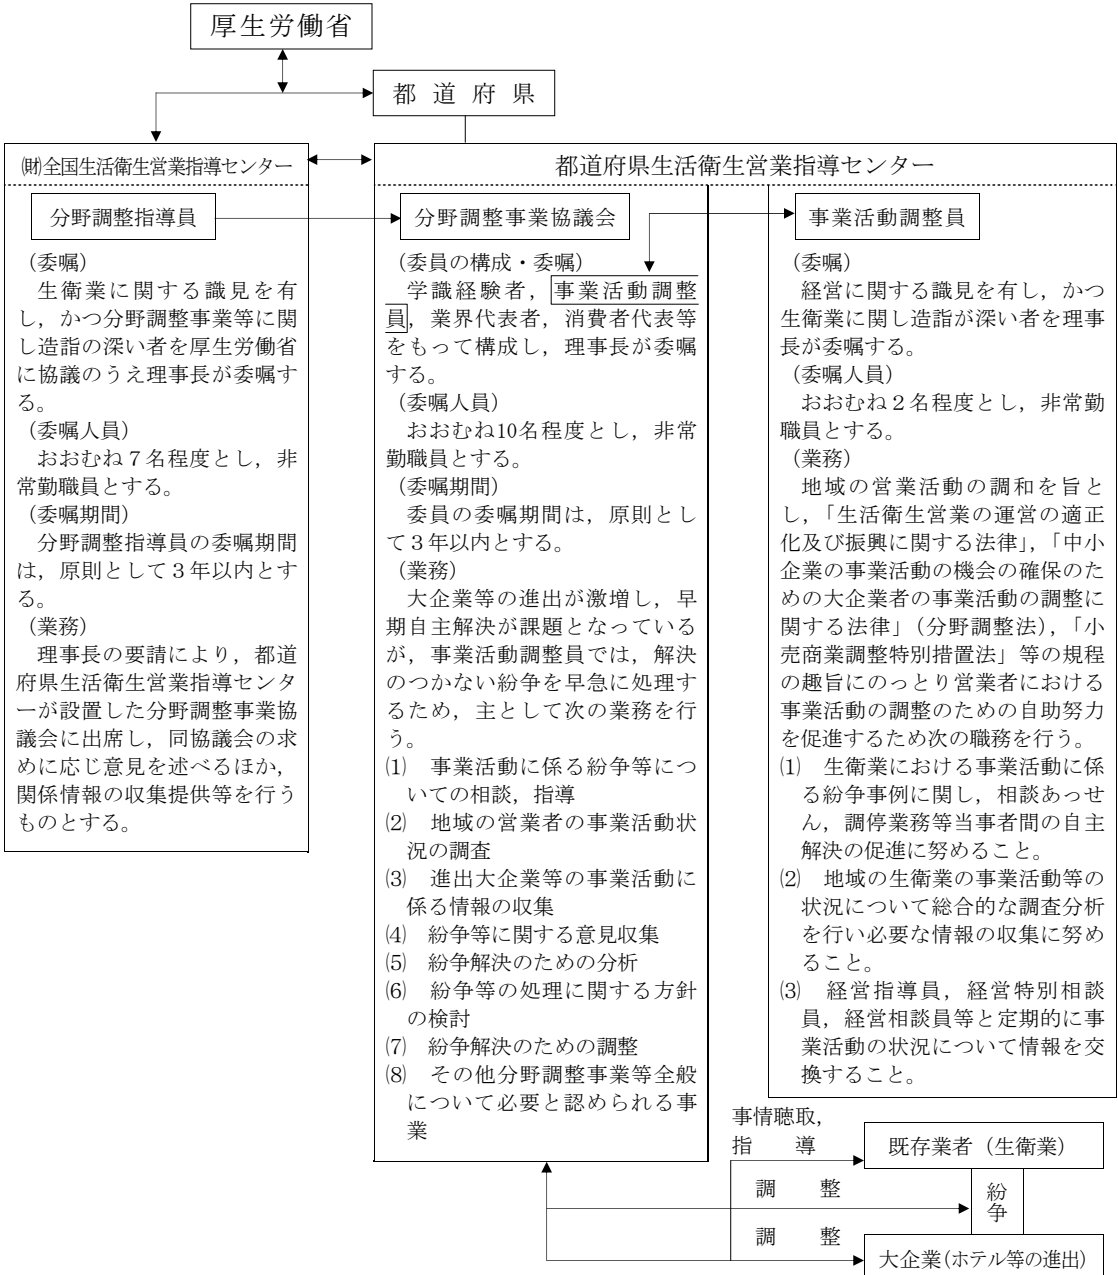 厚生労働省
都道府県
㈶全国生活衛生営業指導センター
分野調整指導員
(委嘱)
生衛業に関する識見を有
し，かつ分野調整事業等に関
し造詣の深い者を厚生労働省
に協議のうえ理事長が委嘱す
る。
(委嘱人員)
おおむね７名程度とし，非
常勤職員とする。
(委嘱期間)
分野調整指導員の委嘱期間
は，原則として３年以内とす
る。
(業務)
理事長の要請により，都道
府県生活衛生営業指導センタ
ーが設置した分野調整事業協
議会に出席し，同協議会の求
めに応じ意見を述べるほか，
関係情報の収集提供等を行う
ものとする。
都道府県生活衛生営業指導センター
分野調整事業協議会
(委員の構成・委嘱)
学識経験者，事業活動調整
員，業界代表者，消費者代表等
をもって構成し，理事長が委嘱
する。
(委嘱人員)
おおむね10名程度とし，非常
勤職員とする。
(委嘱期間)
委員の委嘱期間は，原則とし
て３年以内とする。
(業務)
大企業等の進出が激増し，早
期自主解決が課題となっている
が，事業活動調整員では，解決
のつかない紛争を早急に処理す
るため，主として次の業務を行
う。
⑴　事業活動に係る紛争等につ
いての相談，指導
⑵　地域の営業者の事業活動状
況の調査
⑶　進出大企業等の事業活動に
係る情報の収集
⑷　紛争等に関する意見収集
⑸　紛争解決のための分析
⑹　紛争等の処理に関する方針
の検討
⑺　紛争解決のための調整
⑻　その他分野調整事業等全般
について必要と認められる事
業
事業活動調整員
(委嘱)
経営に関する識見を有し，かつ
生衛業に関し造詣が深い者を理事
長が委嘱する。
(委嘱人員)
おおむね２名程度とし，非常勤
職員とする。
(業務)
地域の営業活動の調和を旨と
し，「生活衛生営業の運営の適正
化及び振興に関する法律」，「中小
企業の事業活動の機会の確保のた
めの大企業者の事業活動の調整に
関する法律」（分野調整法），「小
売商業調整特別措置法」等の規程
の趣旨にのっとり営業者における
事業活動の調整のための自助努力
を促進するため次の職務を行う。
⑴　生衛業における事業活動に係
る紛争事例に関し，相談あっせ
ん，調停業務等当事者間の自主
解決の促進に努めること。
⑵　地域の生衛業の事業活動等の
状況について総合的な調査分析
を行い必要な情報の収集に努め
ること。
⑶　経営指導員，経営特別相談
員，経営相談員等と定期的に事
業活動の状況について情報を交
換すること。
事情聴取，
指　導
既存業者（生衛業）
調　整
紛争
調　整
大企業(ホテル等の進出)